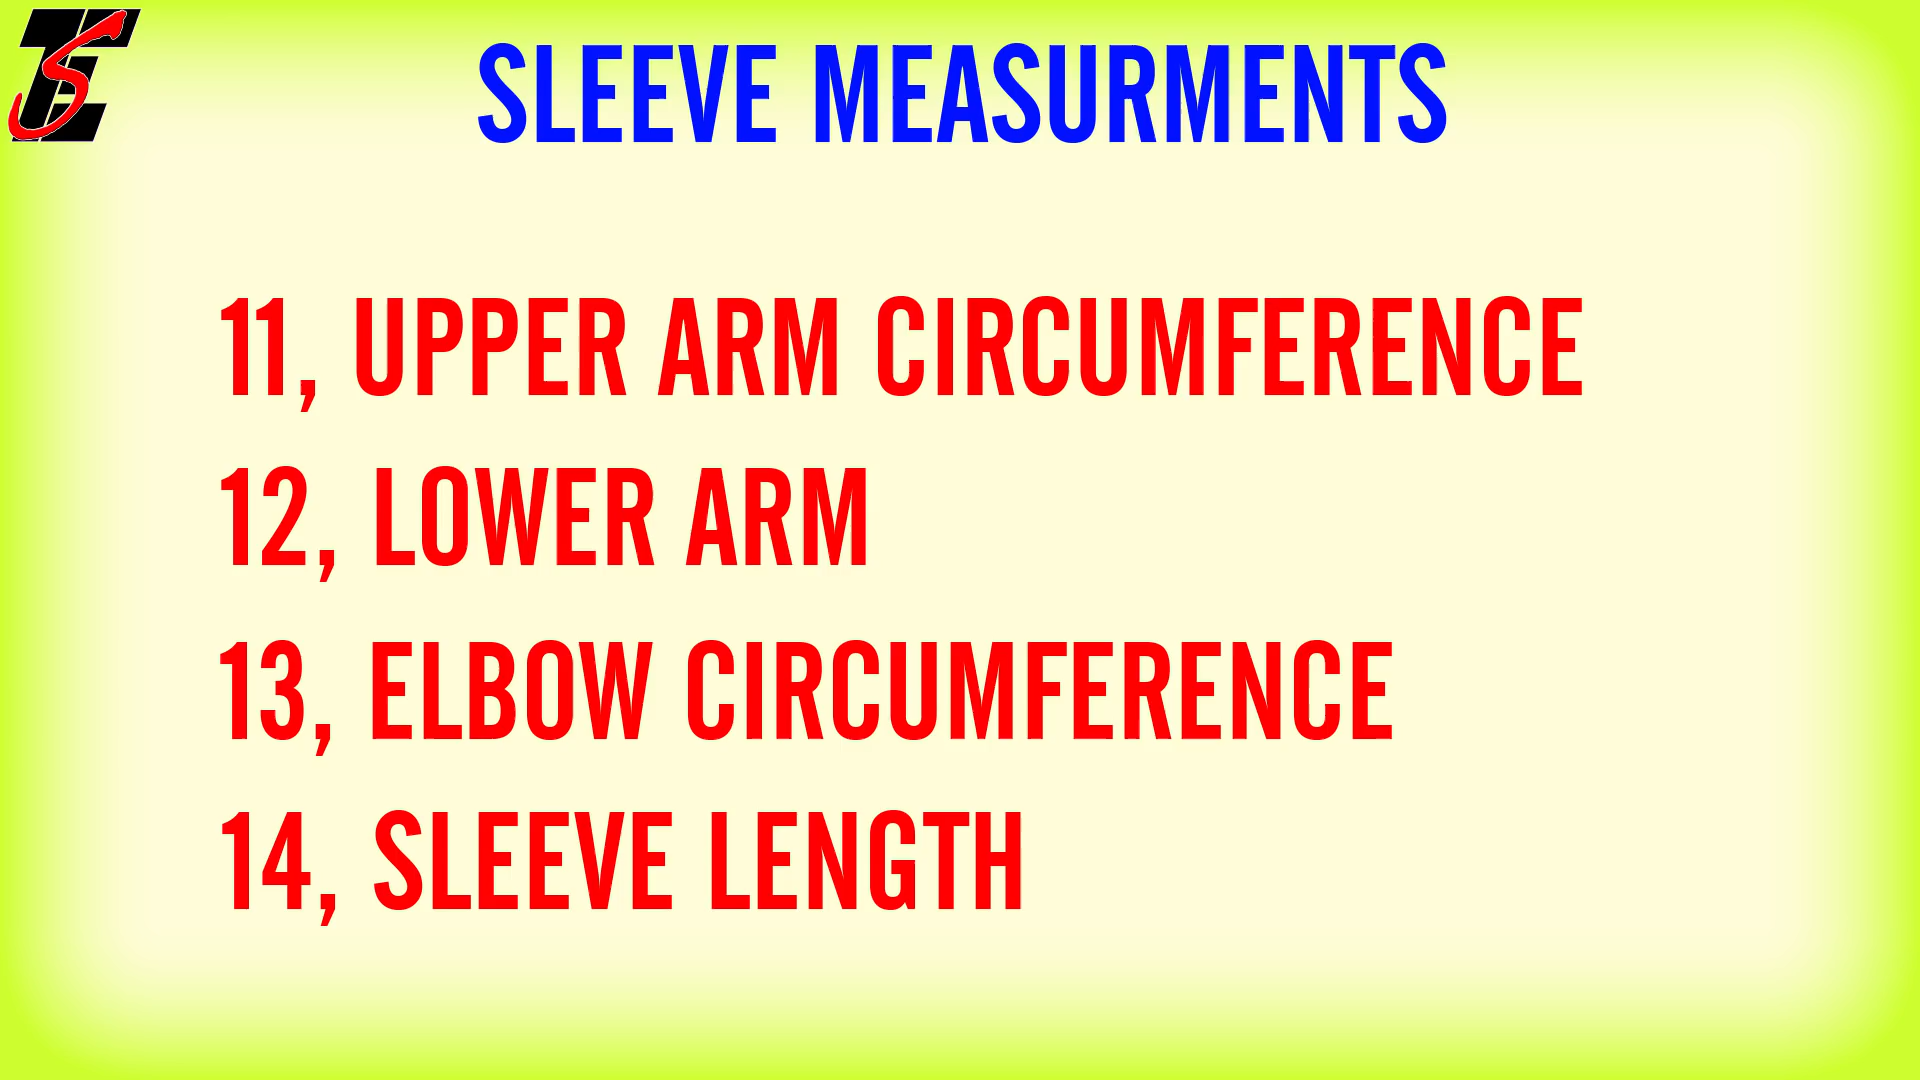 SLEEVE MEASURMENTS
11, UPPER ARM CIRCUMFERENCE
12, LOWER ARM
13, ELBOW CIRCUMFERENCE
14, SLEEVE LENGTH